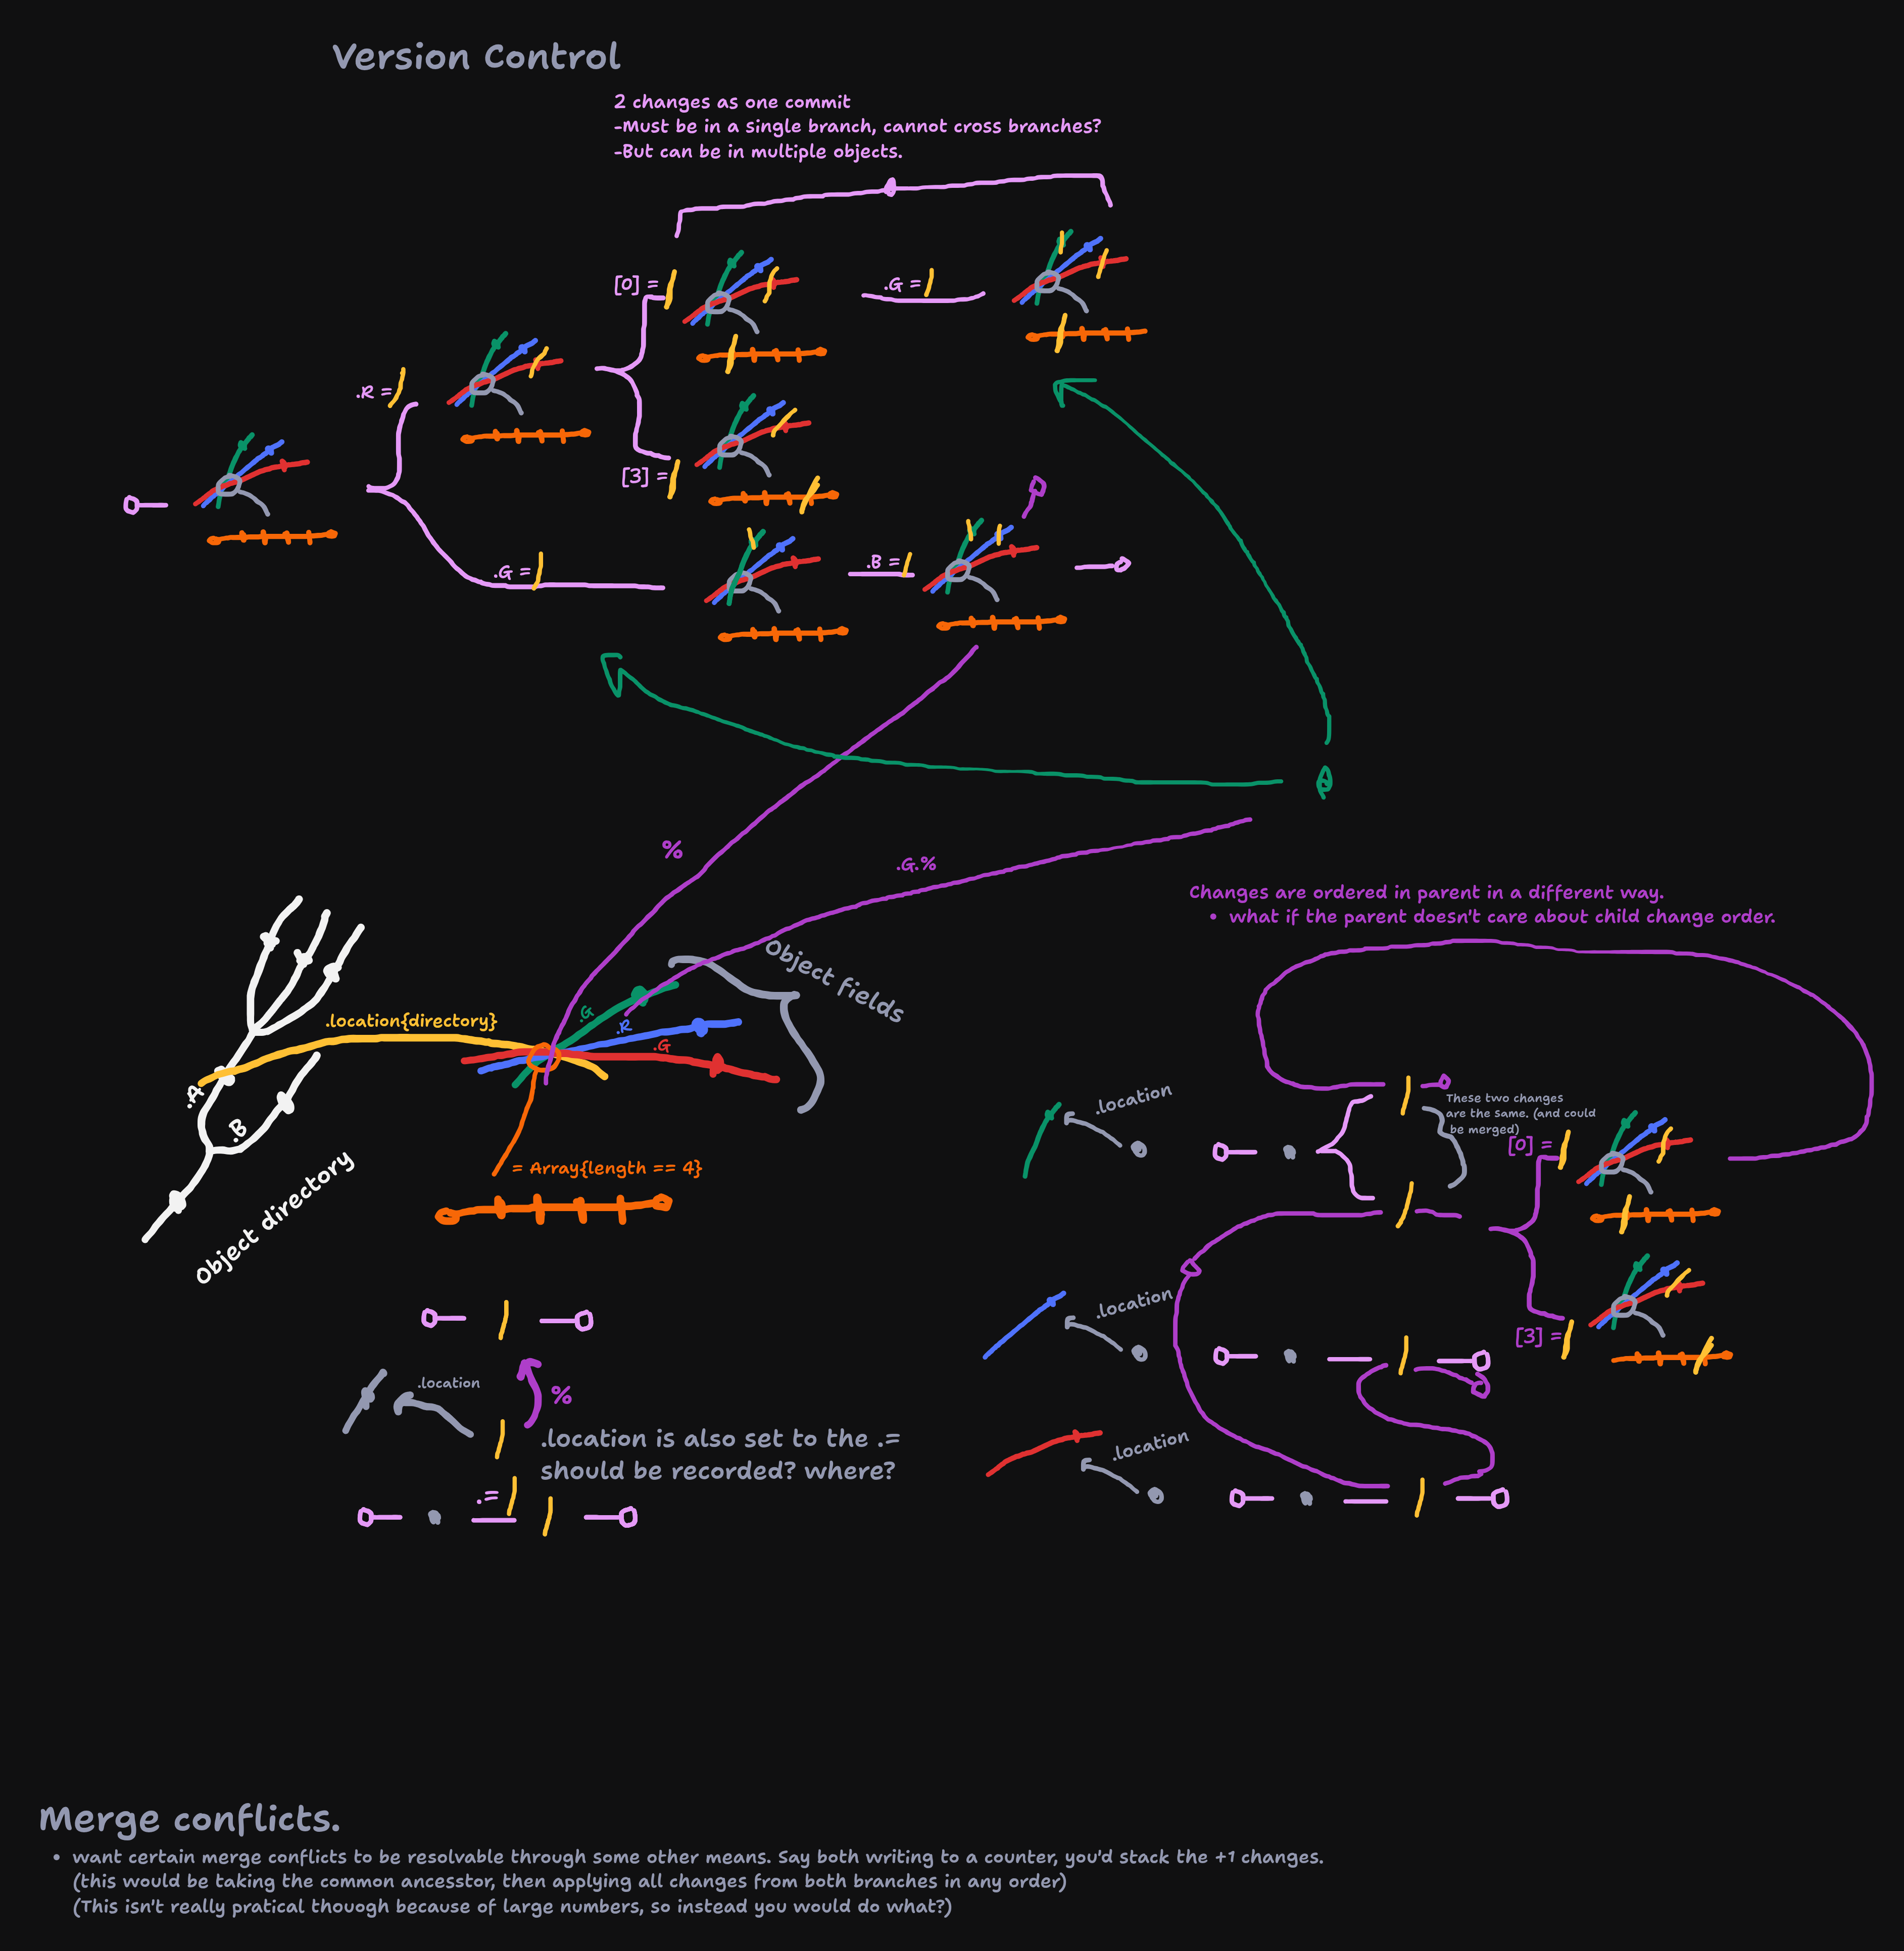 Version Control
2 changes as one commit
-Must be in a single branch, cannot cross branches?
-But can be in multiple objects.
[0] =
.G =
.R =
[3] =
.G =
.B =
%
.G.%
Changes are ordered in parent in a different way.
• what if the parent doesn't care about child change order.
Object fields
.location{directory}
.G
.R
.G
.A
.B
Object directory
= Array{length == 4}
.location
These two changes
are the same. (and could
be merged)
[0] =
.location
[3] =
.location
%
.location is also set to the .=
should be recorded? where?
.=
.location
Merge conflicts.
• want certain merge conflicts to be resolvable through some other means. Say both writing to a counter, you'd stack the +1 changes.
(this would be taking the common ancesstor, then applying all changes from both branches in any order)
(This isn't really pratical thouogh because of large numbers, so instead you would do what?)